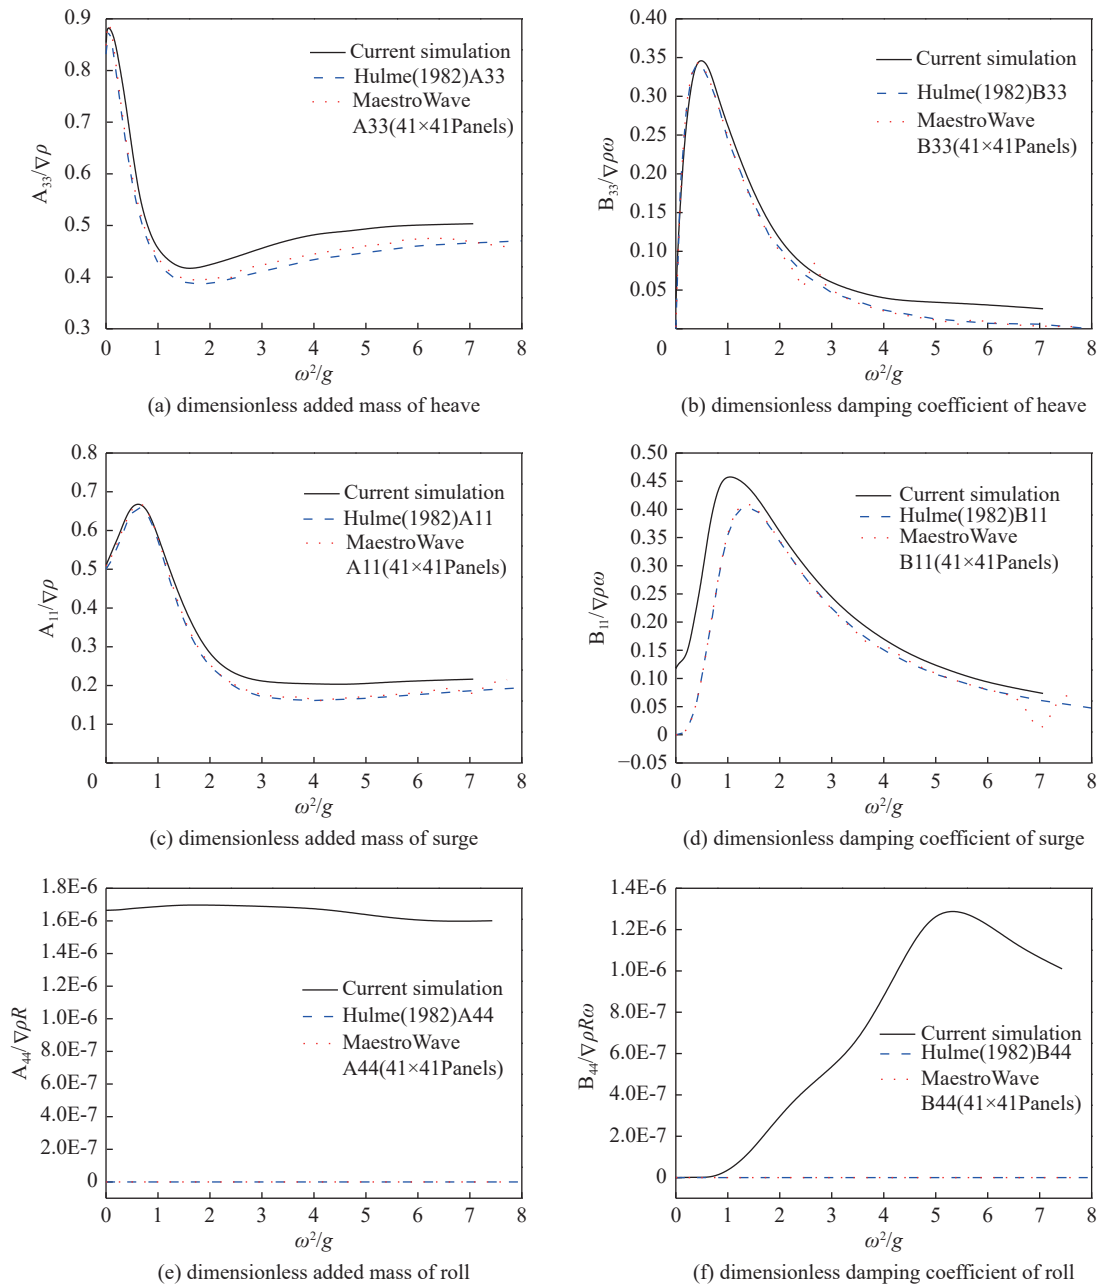 0.9
0.9
0.8
0.7
0.6
0.5
0.4
0.3
A33/∇ρ
Current simulation
Hulme(1982)A33
MaestroWave
A33(41×41Panels)
0 1 2 3 4 5 6 7 8
ω²/g
(a) dimensionless added mass of heave
0.40
0.35
0.30
0.25
0.20
0.15
0.10
0.05
B33/∇ρω
Current simulation
Hulme(1982)B33
MaestroWave
B33(41×41Panels)
0 1 2 3 4 5 6 7 8
ω²/g
(b) dimensionless damping coefficient of heave
0.8
0.7
0.6
0.5
0.4
0.3
0.2
0.1
A11/∇ρ
Current simulation
Hulme(1982)A11
MaestroWave
A11(41×41Panels)
0 1 2 3 4 5 6 7 8
ω²/g
(c) dimensionless added mass of surge
0.50
0.45
0.40
0.35
0.30
0.25
0.20
0.15
0.10
0.05
0
−0.05
B11/∇ρω
Current simulation
Hulme(1982)B11
MaestroWave
B11(41×41Panels)
0 1 2 3 4 5 6 7 8
ω²/g
(d) dimensionless damping coefficient of surge
1.8E-6
1.6E-6
1.4E-6
1.2E-6
1.0E-6
8.0E-7
6.0E-7
4.0E-7
2.0E-7
0
A44/∇ρR
Current simulation
Hulme(1982)A44
MaestroWave
A44(41×41Panels)
0 1 2 3 4 5 6 7 8
ω²/g
(e) dimensionless added mass of roll
1.4E-6
1.2E-6
1.0E-6
8.0E-7
6.0E-7
4.0E-7
2.0E-7
0
B44/∇ρRω
Current simulation
Hulme(1982)B44
MaestroWave
B44(41×41Panels)
0 1 2 3 4 5 6 7 8
ω²/g
(f) dimensionless damping coefficient of roll